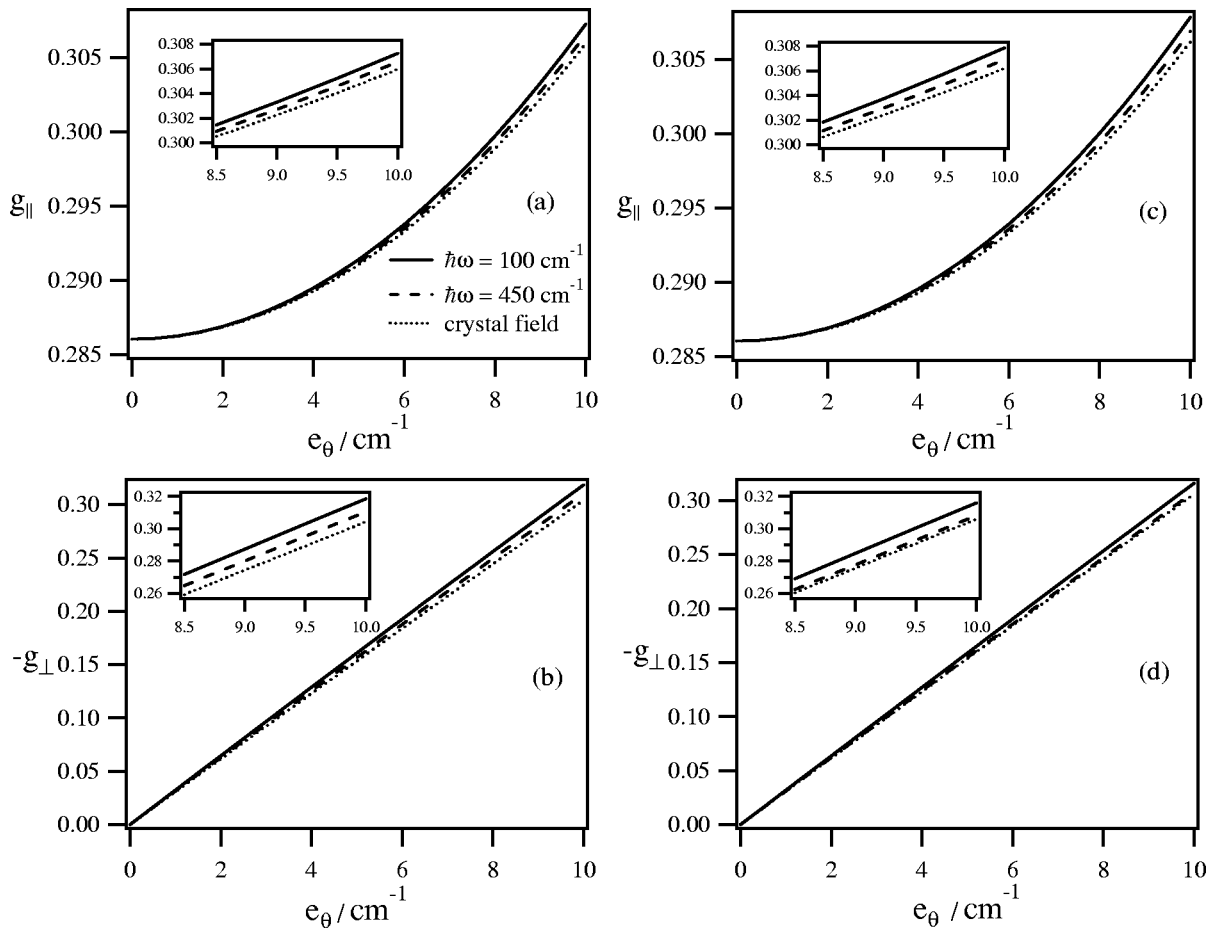 0.305
0.300
0.295
0.290
0.285
g∥
0.308
0.306
0.304
0.302
0.300
8.5 9.0 9.5 10.0
(a)
ħω = 100 cm⁻¹
ħω = 450 cm⁻¹
crystal field
0 2 4 6 8 10
e_θ / cm⁻¹
0.305
0.300
0.295
0.290
0.285
g∥
0.308
0.306
0.304
0.302
0.300
8.5 9.0 9.5 10.0
(c)
0 2 4 6 8 10
e_θ / cm⁻¹
0.30
0.25
0.20
0.15
0.10
0.05
0.00
-g⊥
0.32
0.30
0.28
0.26
8.5 9.0 9.5 10.0
(b)
0 2 4 6 8 10
e_θ / cm⁻¹
0.30
0.25
0.20
0.15
0.10
0.05
0.00
-g⊥
0.32
0.30
0.28
0.26
8.5 9.0 9.5 10.0
(d)
0 2 4 6 8 10
e_θ / cm⁻¹